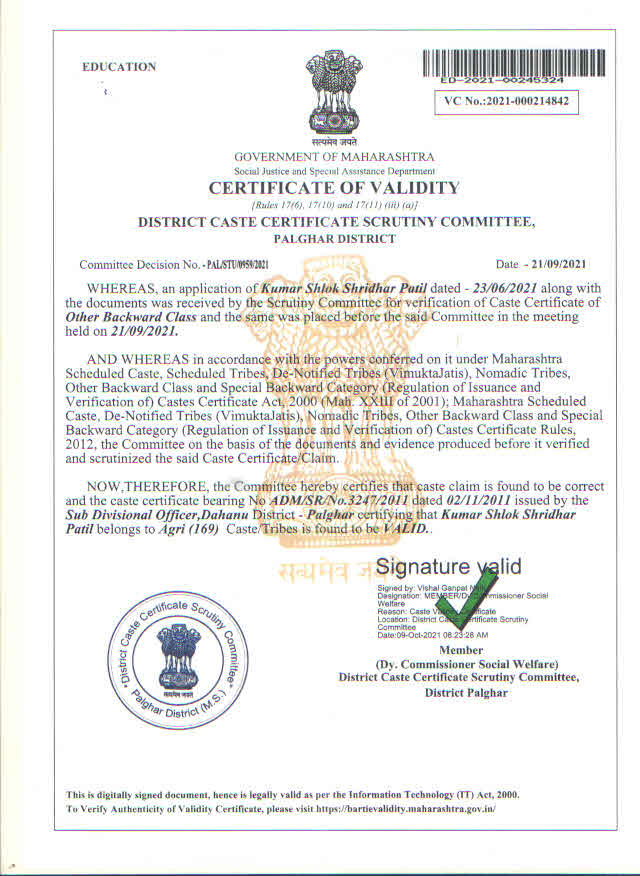 EDUCATION
ED-2021-00245324
VC No.:2021-000214842
सत्यमेव जयते
GOVERNMENT OF MAHARASHTRA
Social Justice and Special Assistance Department
CERTIFICATE OF VALIDITY
[Rules 17(6), 17(10) and 17(11) (iii) (a)]
DISTRICT CASTE CERTIFICATE SCRUTINY COMMITTEE,
PALGHAR DISTRICT
Committee Decision No. - PAL/STU/0959/2021 Date - 21/09/2021
WHEREAS, an application of Kumar Shlok Shridhar Patil dated - 23/06/2021 along with
the documents was received by the Scrutiny Committee for verification of Caste Certificate of
Other Backward Class and the same was placed before the said Committee in the meeting
held on 21/09/2021.
AND WHEREAS in accordance with the powers conferred on it under Maharashtra
Scheduled Caste, Scheduled Tribes, De-Notified Tribes (VimuktaJatis), Nomadic Tribes,
Other Backward Class and Special Backward Category (Regulation of Issuance and
Verification of) Castes Certificate Act, 2000 (Mah. XXIII of 2001); Maharashtra Scheduled
Caste, De-Notified Tribes (VimuktaJatis), Nomadic Tribes, Other Backward Class and Special
Backward Category (Regulation of Issuance and Verification of) Castes Certificate Rules,
2012, the Committee on the basis of the documents and evidence produced before it verified
and scrutinized the said Caste Certificate/Claim.
NOW,THEREFORE, the Committee hereby certifies that caste claim is found to be correct
and the caste certificate bearing No ADM/SR/No.3247/2011 dated 02/11/2011 issued by the
Sub Divisional Officer,Dahanu District - Palghar certifying that Kumar Shlok Shridhar
Patil belongs to Agri (169) Caste/Tribes is found to be VALID..
सत्यमेव जयते
Signature valid
Signed by: Vishal Ganpat
Designation: MEMBER/Dy. Commissioner Social
Welfare
Reason: Caste Validity Certificate
Location: District Caste Certificate Scrutiny
Committee
Date:09-Oct-2021 08:23:28 AM
Member
(Dy. Commissioner Social Welfare)
District Caste Certificate Scrutiny Committee,
District Palghar
* District Caste Certificate Scrutiny Committee *
सत्यमेव जयते
Palghar District (M.S.)
This is digitally signed document, hence is legally valid as per the Information Technology (IT) Act, 2000.
To Verify Authenticity of Validity Certificate, please visit https://bartievalidity.maharashtra.gov.in/